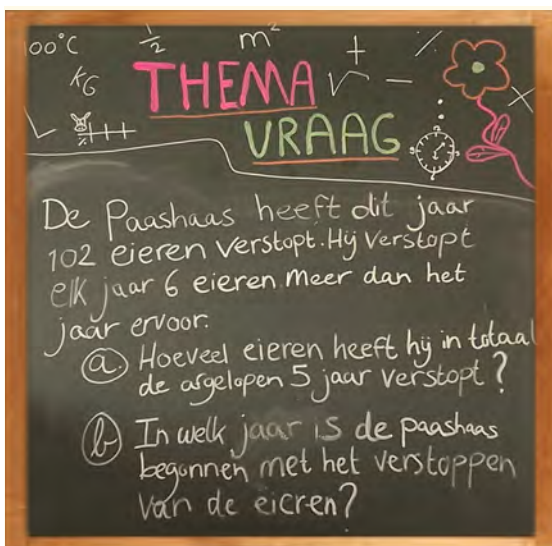 100°C ½ m² + ⁒
KG THEMA √ - ×
VRAAG
De Paashaas heeft dit jaar
102 eieren verstopt. Hij verstopt
elk jaar 6 eieren meer dan het
jaar ervoor.
a. Hoeveel eieren heeft hij in totaal
de afgelopen 5 jaar verstopt?
b In welk jaar is de paashaas
begonnen met het verstoppen
van de eieren?